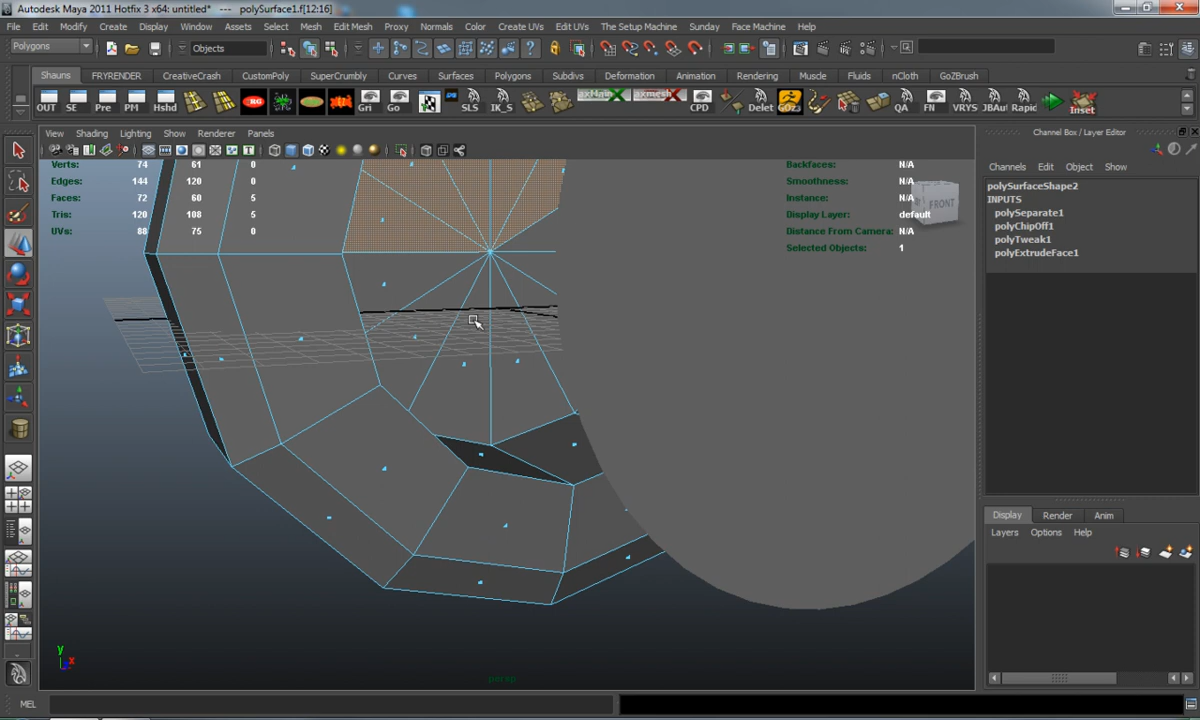 Autodesk Maya 2011 Hotfix 3 x64: untitled* --- polySurface1.f[12:16]
File Edit Modify Create Display Window Assets Select Mesh Edit Mesh Proxy Normals Color Create UVs Edit UVs The Setup Machine Sunday Face Machine Help
Polygons Objects
Shauns FRYRENDER CreativeCrash CustomPoly SuperCrumbly Curves Surfaces Polygons Subdivs Deformation Animation Rendering Muscle Fluids nCloth GoZBrush
OUT SE Pre PM Hshd Gri Go SLS IK_S CPD Delet QA FN VRYS JBAu Rapic Inset
View Shading Lighting Show Renderer Panels
Channel Box / Layer Editor
Channels Edit Object Show
Verts: 74 61 0
Edges: 144 120 0
Faces: 72 60 5
Tris: 120 108 5
UVs: 88 75 0
Backfaces: N/A
Smoothness: N/A
Instance: N/A
Display Layer: default
Distance From Camera: N/A
Selected Objects: 1
FRONT
polySurfaceShape2
INPUTS
polySeparate1
polyChipOff1
polyTweak1
polyExtrudeFace1
Display Render Anim
Layers Options Help
y
x
persp
MEL